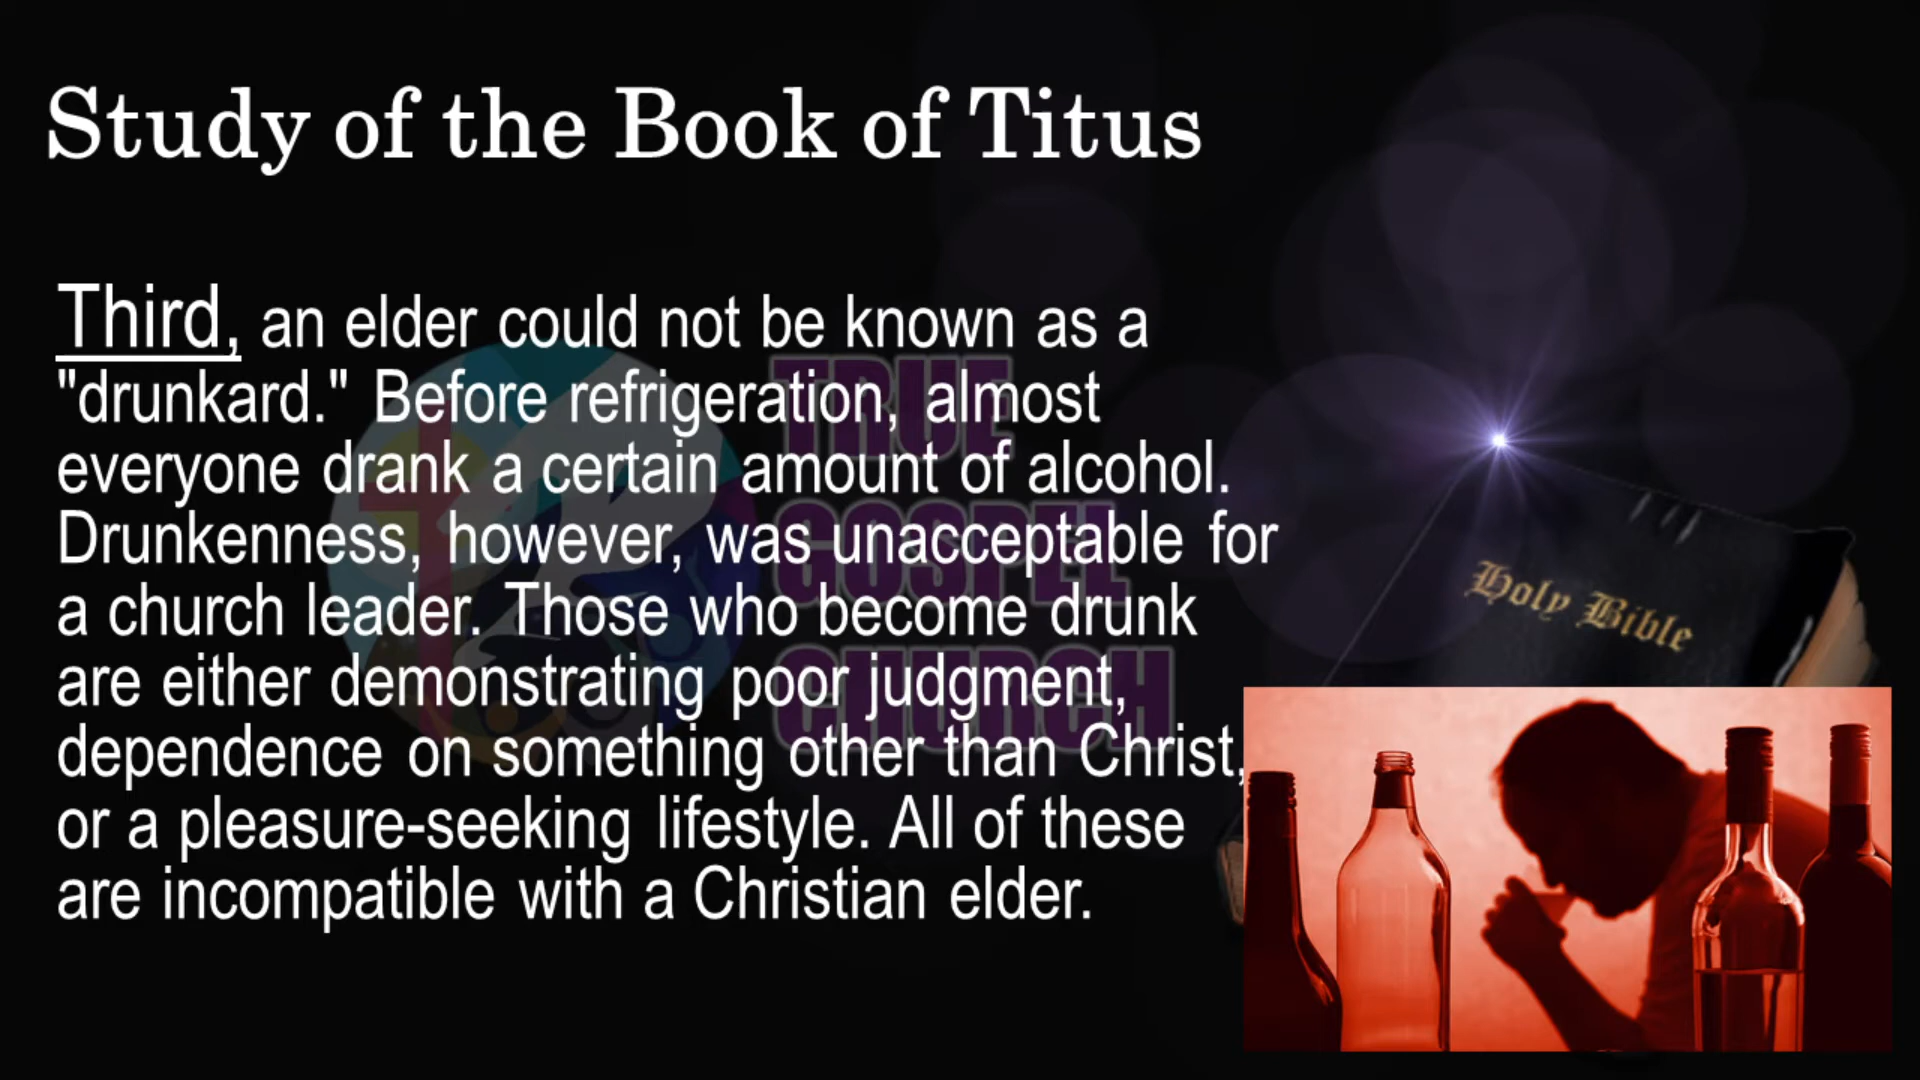 Study of the Book of Titus
Third, an elder could not be known as a
"drunkard." Before refrigeration, almost
everyone drank a certain amount of alcohol.
Drunkenness, however, was unacceptable for
a church leader. Those who become drunk
are either demonstrating poor judgment,
dependence on something other than Christ,
or a pleasure-seeking lifestyle. All of these
are incompatible with a Christian elder.
TRUE
GOSPEL
CHURCH
Holy Bible